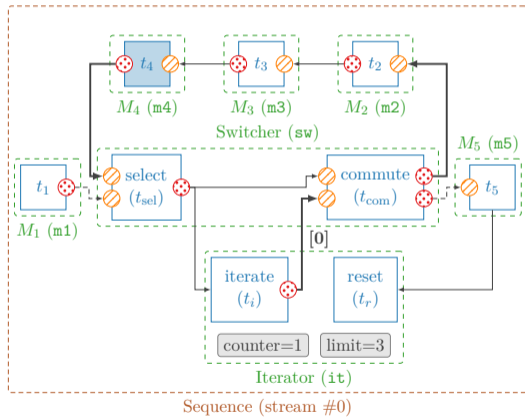 t4
t3
t2
M4 (m4)
M3 (m3)
M2 (m2)
Switcher (sw)
M5 (m5)
t1
select
(tsel)
commute
(tcom)
t5
M1 (m1)
[0]
iterate
(ti)
reset
(tr)
counter=1
limit=3
Iterator (it)
Sequence (stream #0)